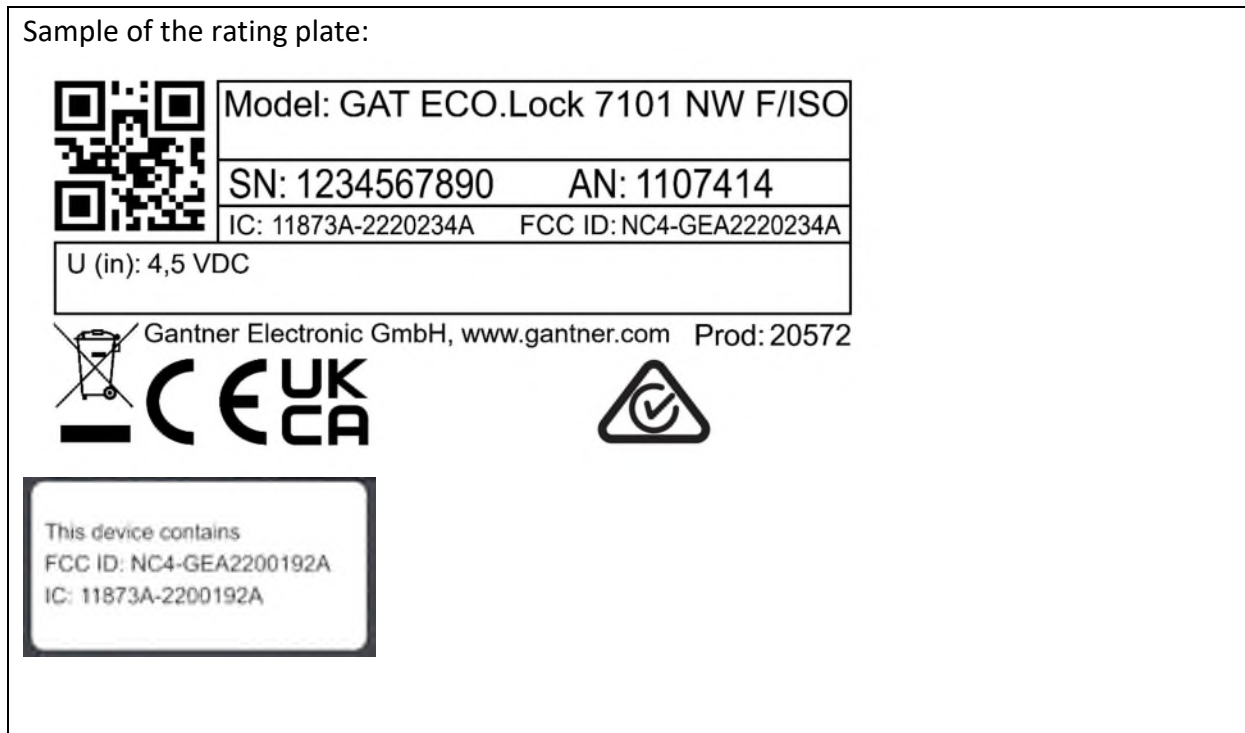 Sample of the rating plate:
Model: GAT ECO.Lock 7101 NW F/ISO
SN: 1234567890 AN: 1107414
IC: 11873A-2220234A FCC ID: NC4-GEA2220234A
U (in): 4,5 VDC
Gantner Electronic GmbH, www.gantner.com Prod: 20572
CE UK
CA
This device contains
FCC ID: NC4-GEA2200192A
IC: 11873A-2200192A